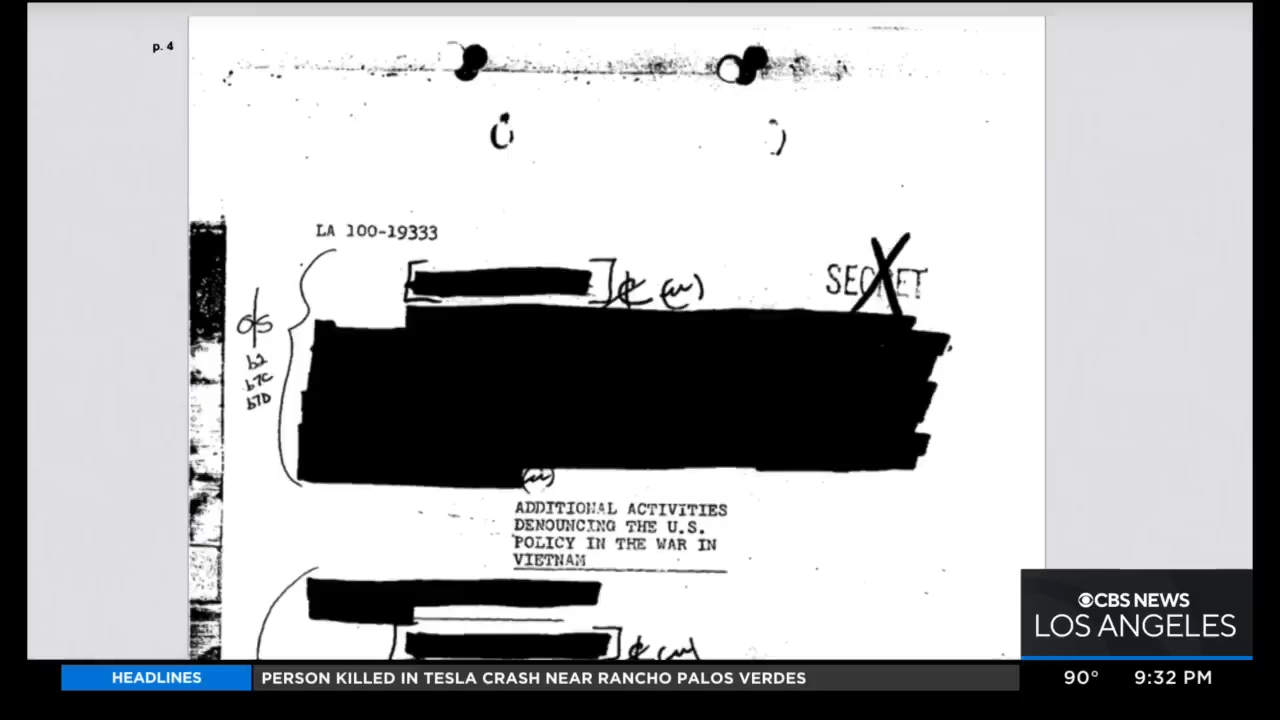 p. 4
LA 100-19333
SECRET
b2
b7C
b7D
ADDITIONAL ACTIVITIES
DENOUNCING THE U.S.
POLICY IN THE WAR IN
VIETNAM
CBS NEWS
LOS ANGELES
HEADLINES
PERSON KILLED IN TESLA CRASH NEAR RANCHO PALOS VERDES
90° 9:32 PM